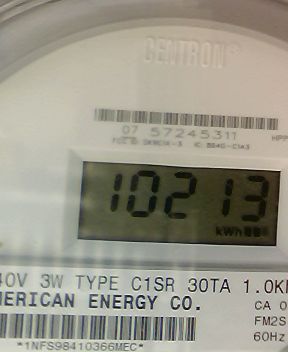 CENTRON®
07 57245311
10213
kWh
40V 3W TYPE C1SR 30TA 1.0K
MERICAN ENERGY CO.
CA 0
FM2S
60Hz
*1NFS98410366MEC*